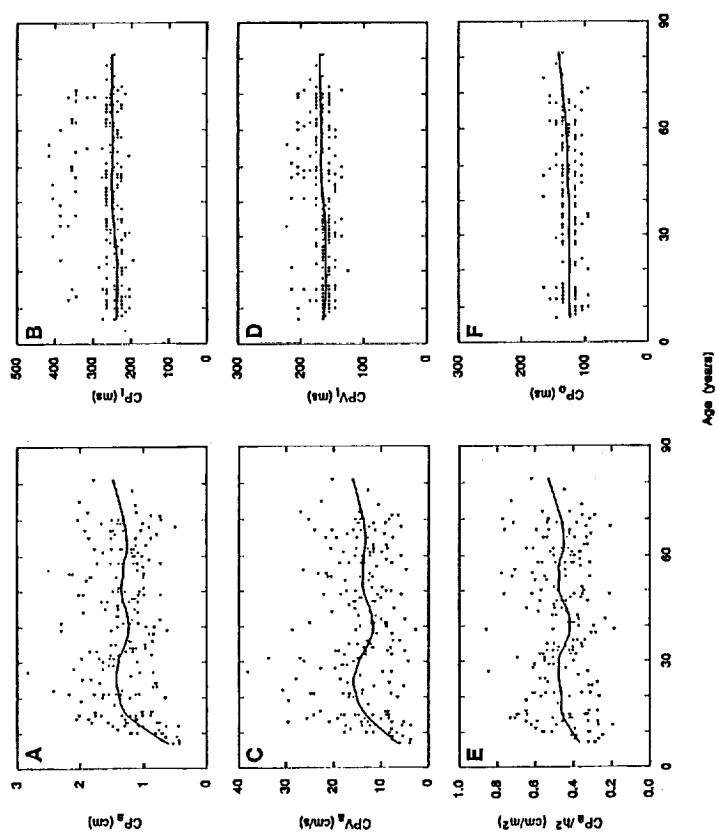 A
CPₐ (cm)
3
2
1
0
B
CPₗ (ms)
500
400
300
200
100
0
C
CPVₐ (cm/s)
40
30
20
10
0
D
CPVₗ (ms)
300
200
100
0
E
CPₐ/h² (cm/m²)
1.0
0.8
0.6
0.4
0.2
0.0
0
30
60
90
F
CPₒ (ms)
300
200
100
0
0
30
60
90
Age (years)